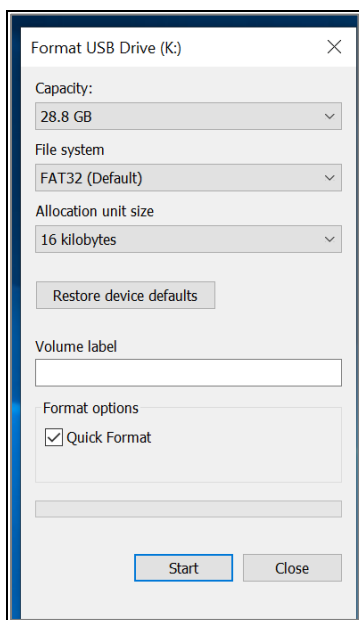 Format USB Drive (K:)
Capacity:
28.8 GB
File system
FAT32 (Default)
Allocation unit size
16 kilobytes
Restore device defaults
Volume label
Format options
Quick Format
Start Close